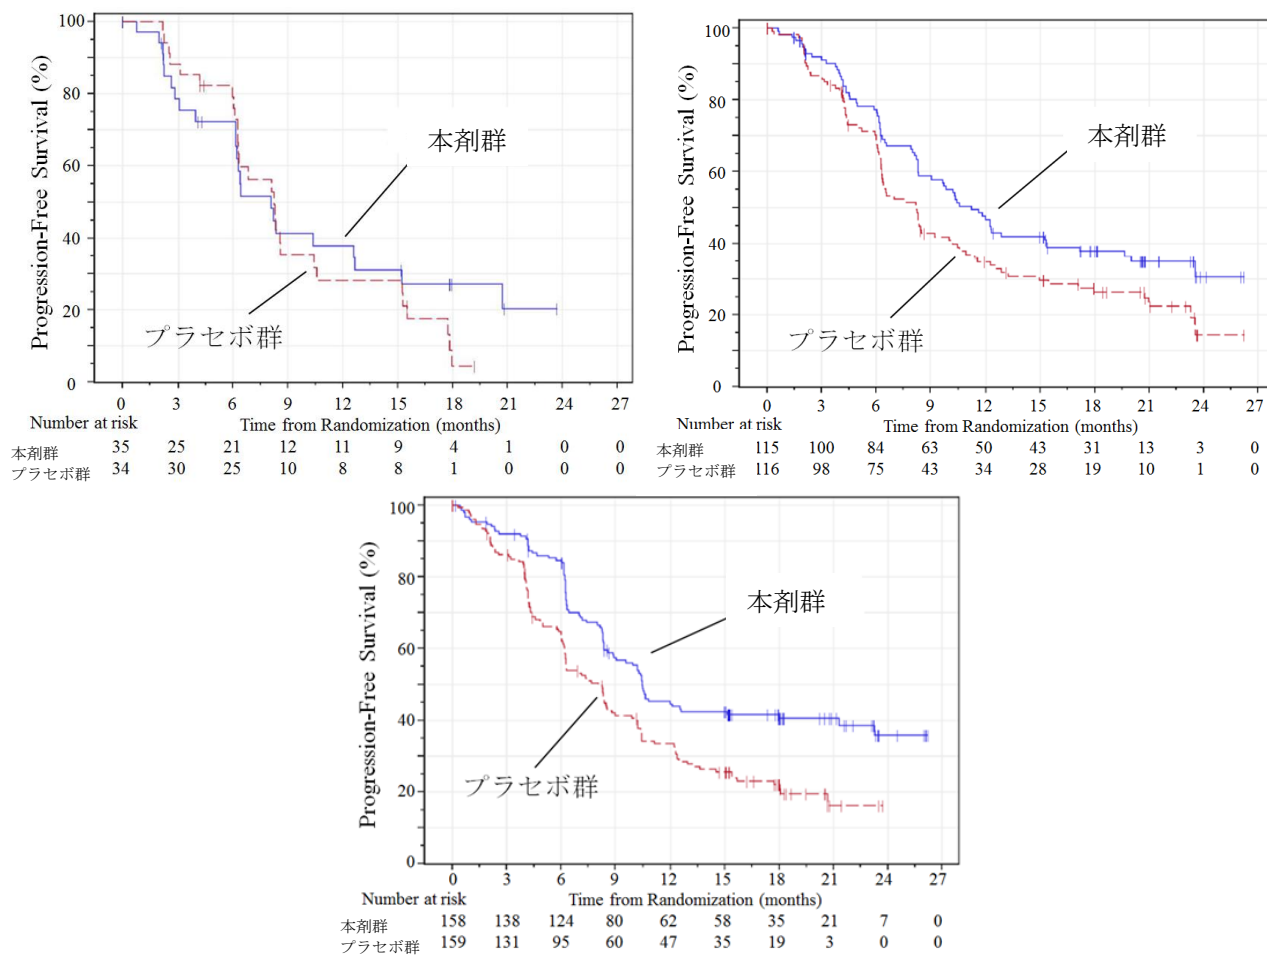 Progression-Free Survival (%)
100
80
60
40
20
0
本剤群
プラセボ群
0 3 6 9 12 15 18 21 24 27
Number at risk
Time from Randomization (months)
本剤群 35 25 21 12 11 9 4 1 0 0
プラセボ群 34 30 25 10 8 8 1 0 0 0
Progression-Free Survival (%)
100
80
60
40
20
0
本剤群
プラセボ群
0 3 6 9 12 15 18 21 24 27
Number at risk
Time from Randomization (months)
本剤群 115 100 84 63 50 43 31 13 3 0
プラセボ群 116 98 75 43 34 28 19 10 1 0
Progression-Free Survival (%)
100
80
60
40
20
0
本剤群
プラセボ群
0 3 6 9 12 15 18 21 24 27
Number at risk
Time from Randomization (months)
本剤群 158 138 124 80 62 58 35 21 7 0
プラセボ群 159 131 95 60 47 35 19 3 0 0